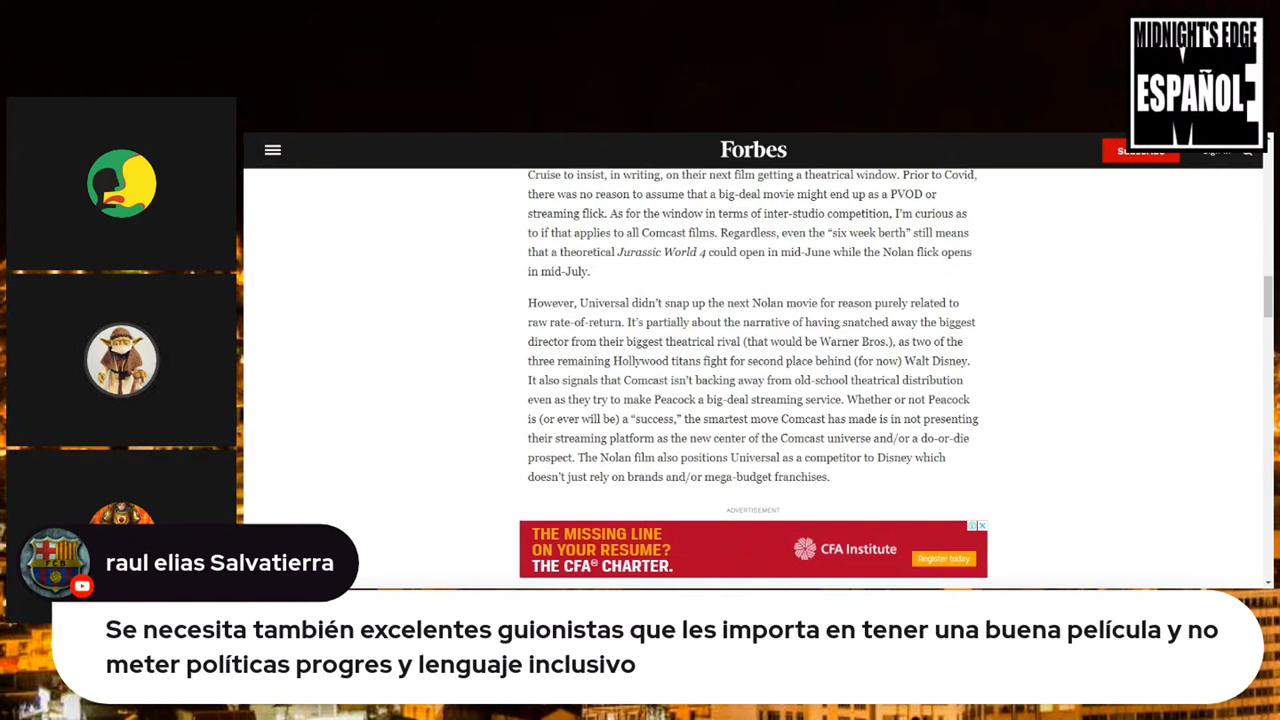 MIDNIGHT'S EDGE
ESPAÑOL
Forbes
Cruise to insist, in writing, on their next film getting a theatrical window. Prior to Covid,
there was no reason to assume that a big-deal movie might end up as a PVOD or
streaming flick. As for the window in terms of inter-studio competition, I'm curious as
to if that applies to all Comcast films. Regardless, even the “six week berth” still means
that a theoretical Jurassic World 4 could open in mid-June while the Nolan flick opens
in mid-July.
However, Universal didn't snap up the next Nolan movie for reason purely related to
raw rate-of-return. It's partially about the narrative of having snatched away the biggest
director from their biggest theatrical rival (that would be Warner Bros.), as two of the
three remaining Hollywood titans fight for second place behind (for now) Walt Disney.
It also signals that Comcast isn't backing away from old-school theatrical distribution
even as they try to make Peacock a big-deal streaming service. Whether or not Peacock
is (or ever will be) a “success,” the smartest move Comcast has made is in not presenting
their streaming platform as the new center of the Comcast universe and/or a do-or-die
prospect. The Nolan film also positions Universal as a competitor to Disney which
doesn't just rely on brands and/or mega-budget franchises.
ADVERTISEMENT
THE MISSING LINE
ON YOUR RESUME?
THE CFA® CHARTER.
CFA Institute
Register today
FCB
raul elias Salvatierra
Se necesita también excelentes guionistas que les importa en tener una buena película y no
meter políticas progres y lenguaje inclusivo